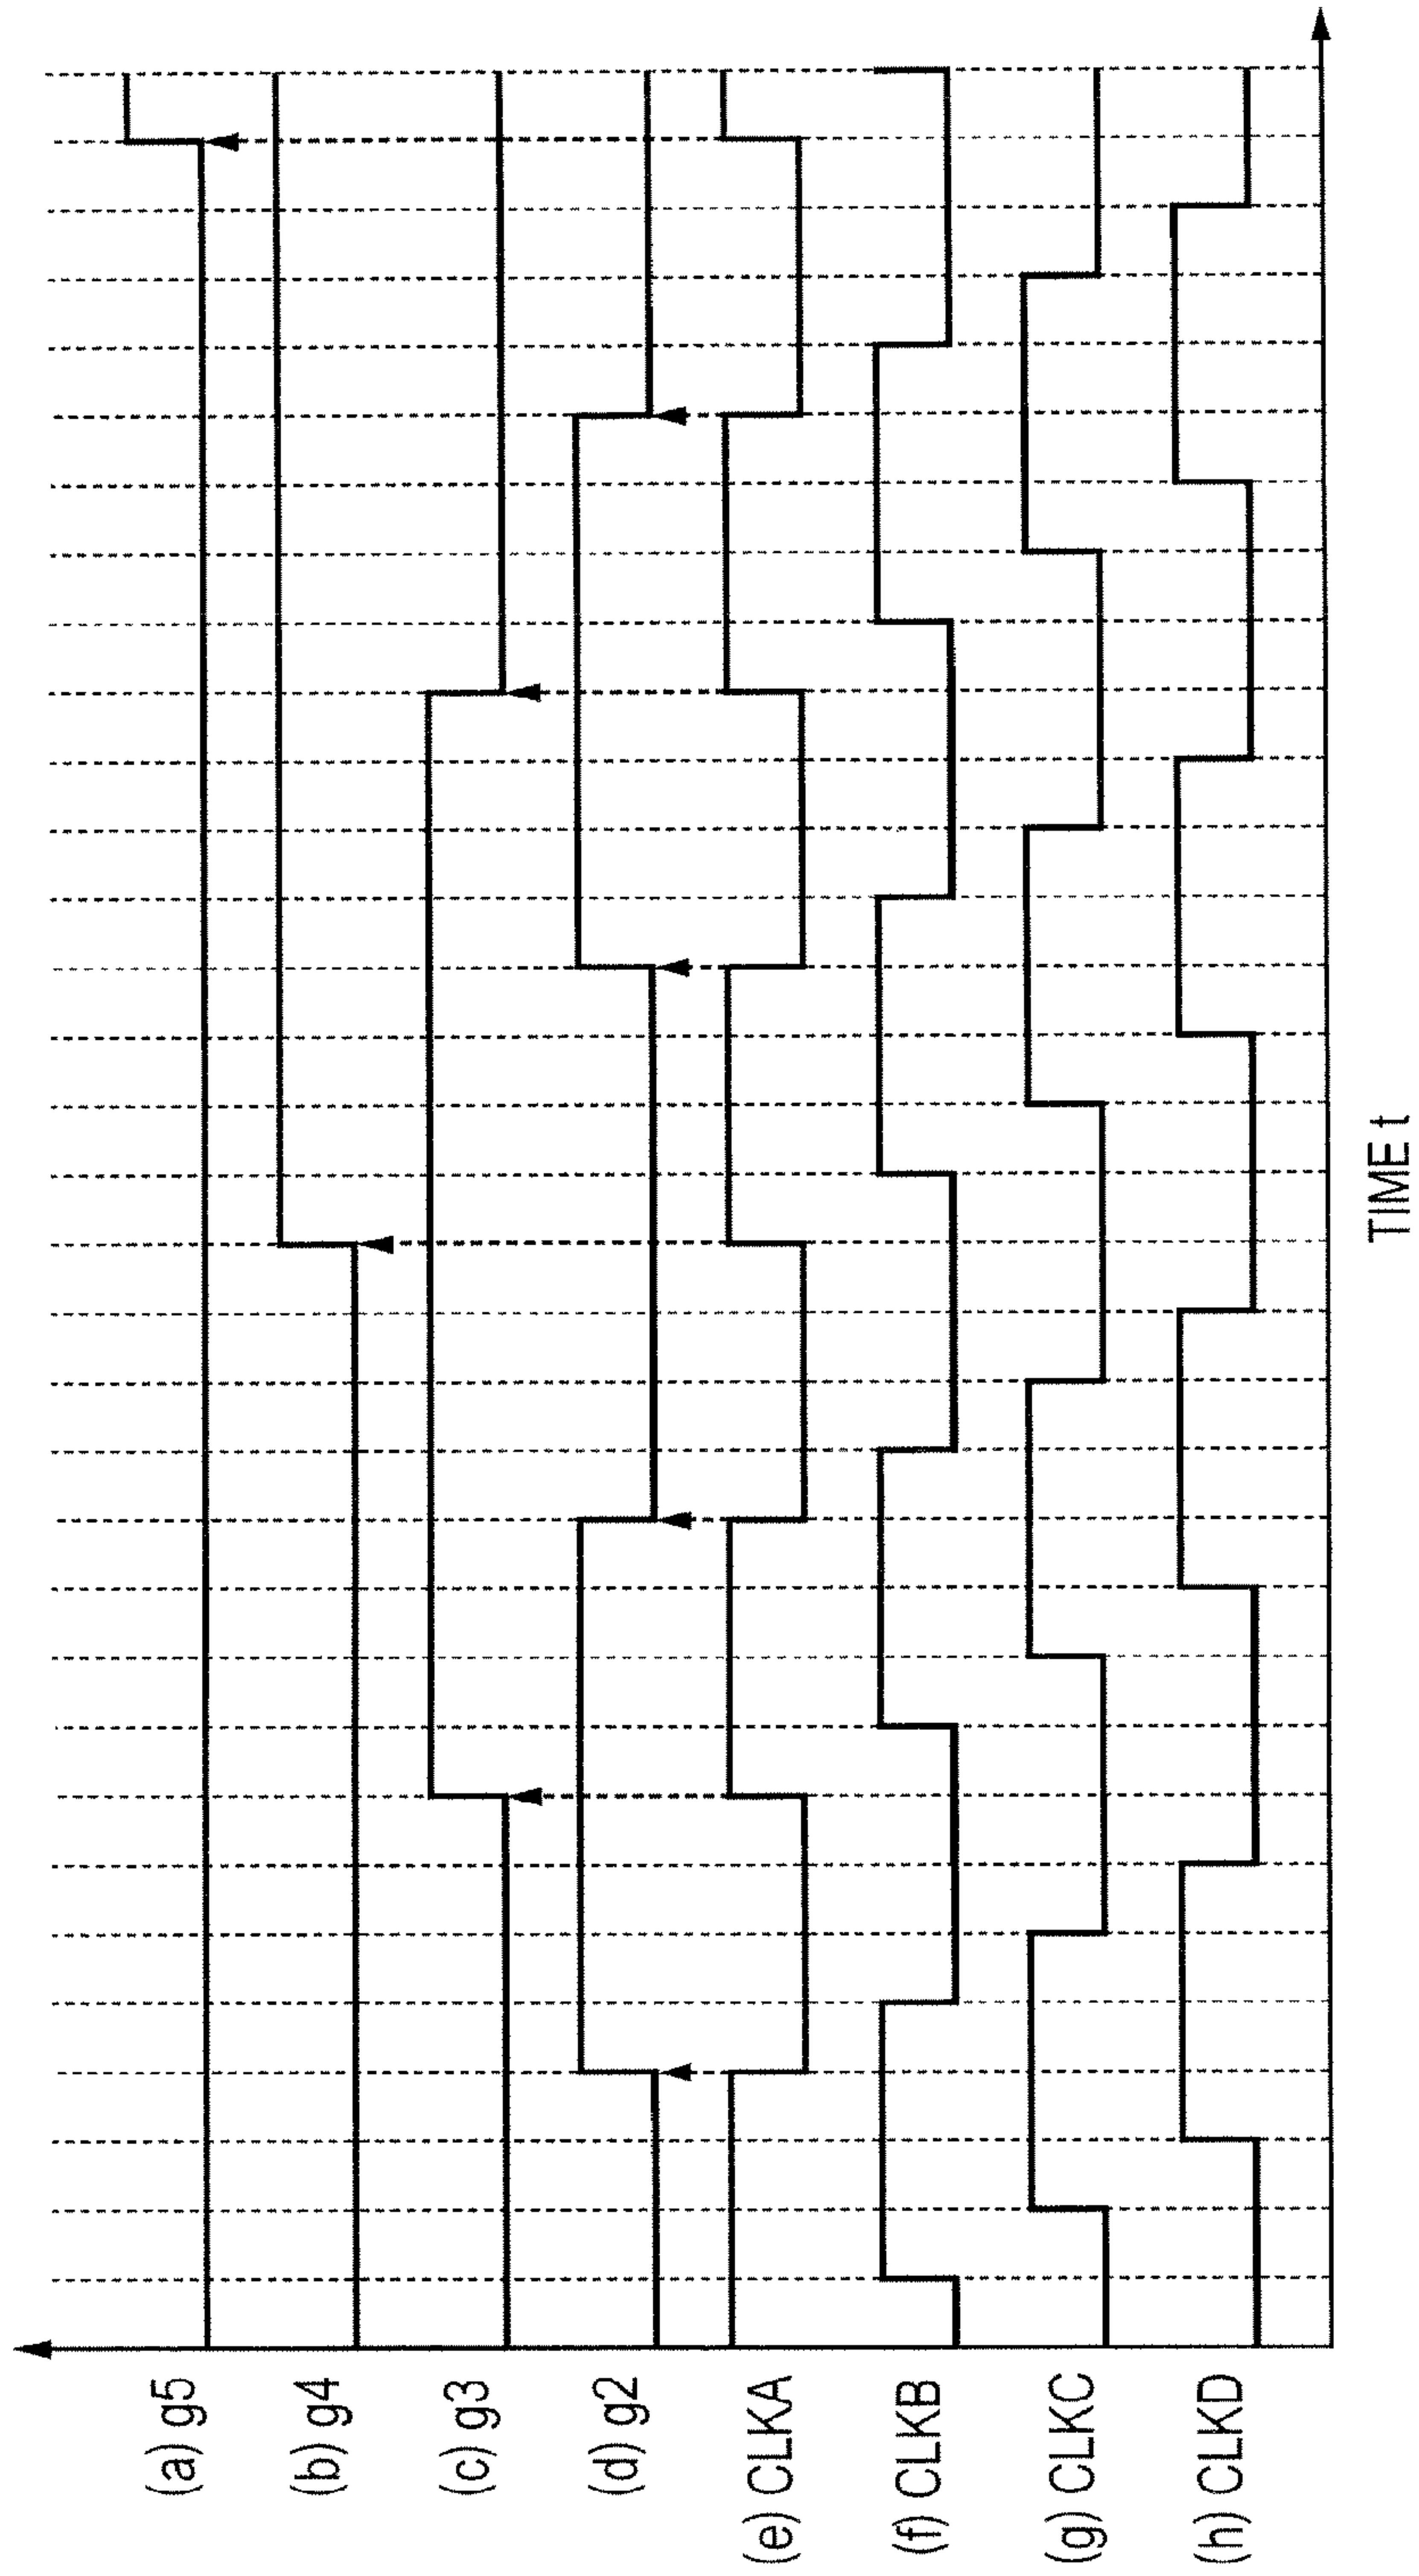 (a) g5
(b) g4
(c) g3
(d) g2
(e) CLKA
(f) CLKB
(g) CLKC
(h) CLKD
TIME t